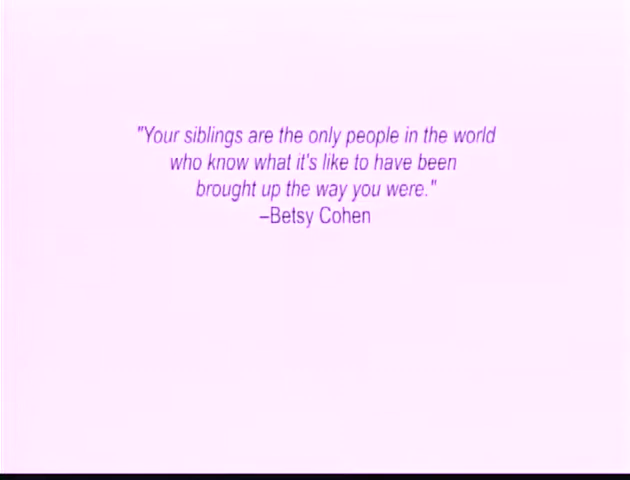 "Your siblings are the only people in the world
who know what it's like to have been
brought up the way you were."
–Betsy Cohen